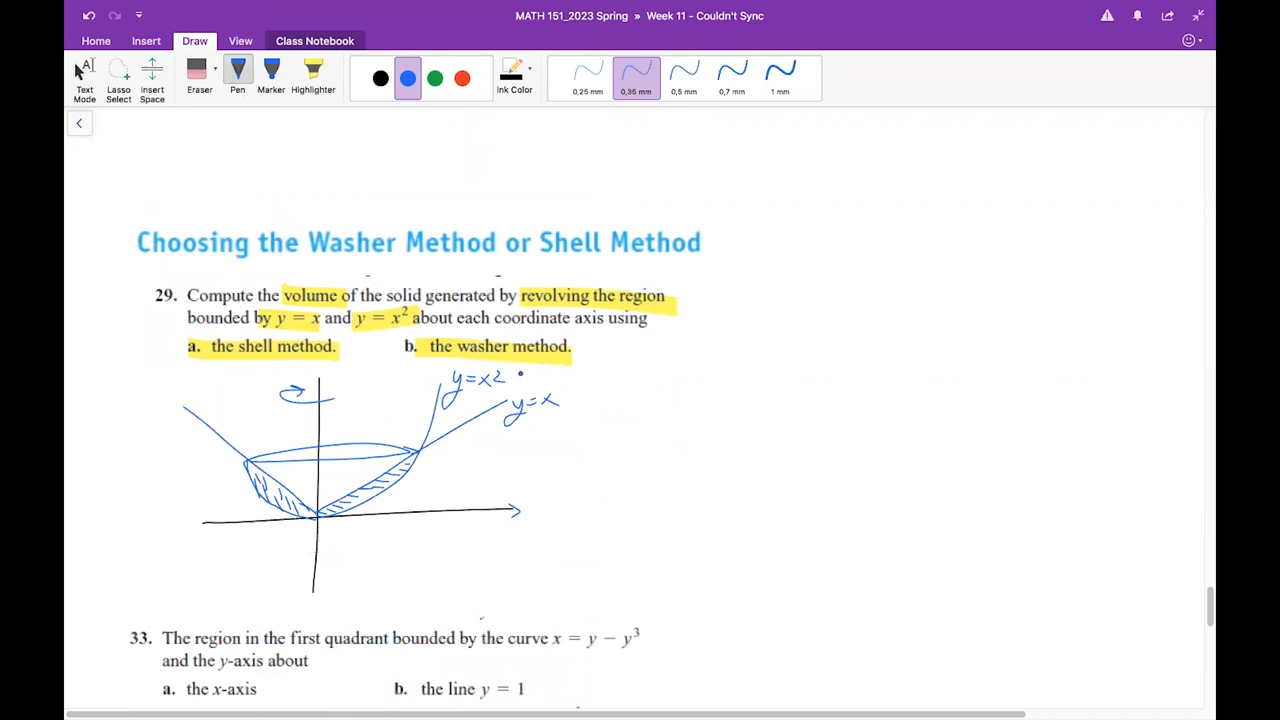 MATH 151_2023 Spring » Week 11 - Couldn't Sync
Home Insert Draw View Class Notebook
Text Mode
Lasso Select
Insert Space
Eraser
Pen
Marker
Highlighter
Ink Color
0,25 mm
0,35 mm
0,5 mm
0,7 mm
1 mm
Choosing the Washer Method or Shell Method
29. Compute the volume of the solid generated by revolving the region
bounded by y = x and y = x² about each coordinate axis using
a. the shell method. b. the washer method.
y=x2
y=x
33. The region in the first quadrant bounded by the curve x = y − y³
and the y-axis about
a. the x-axis b. the line y = 1